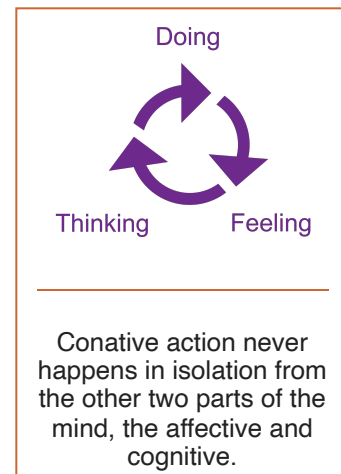 Doing
Thinking Feeling
Conative action never
happens in isolation from
the other two parts of the
mind, the affective and
cognitive.